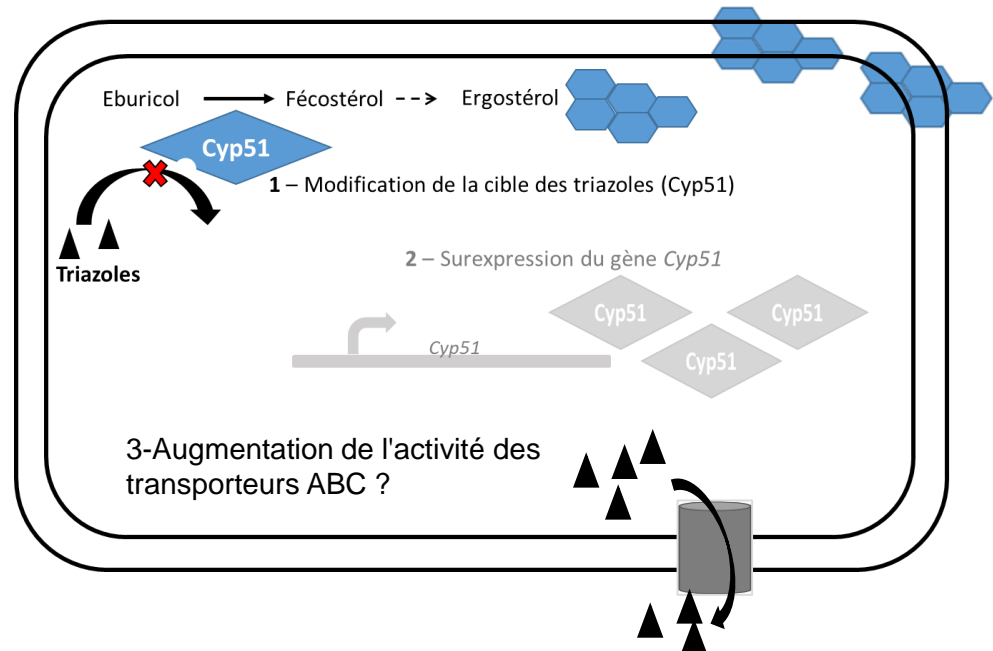 Eburicol Fécostérol Ergostérol
Cyp51
1 – Modification de la cible des triazoles (Cyp51)
Triazoles
2 – Surexpression du gène Cyp51
Cyp51 Cyp51
Cyp51
Cyp51
3-Augmentation de l'activité des
transporteurs ABC ?